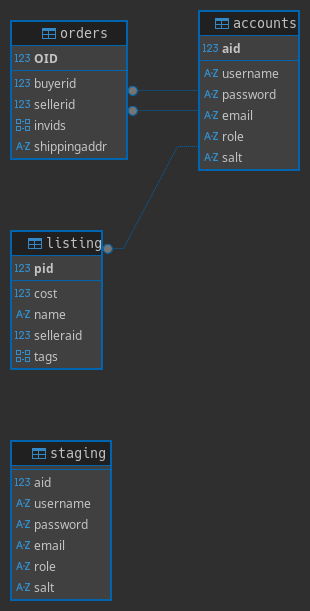 orders
123 OID
123 buyerid
123 sellerid
invids
A-Z shippingaddr
accounts
123 aid
A-Z username
A-Z password
A-Z email
A-Z role
A-Z salt
listing
123 pid
123 cost
A-Z name
123 selleraid
tags
staging
123 aid
A-Z username
A-Z password
A-Z email
A-Z role
A-Z salt